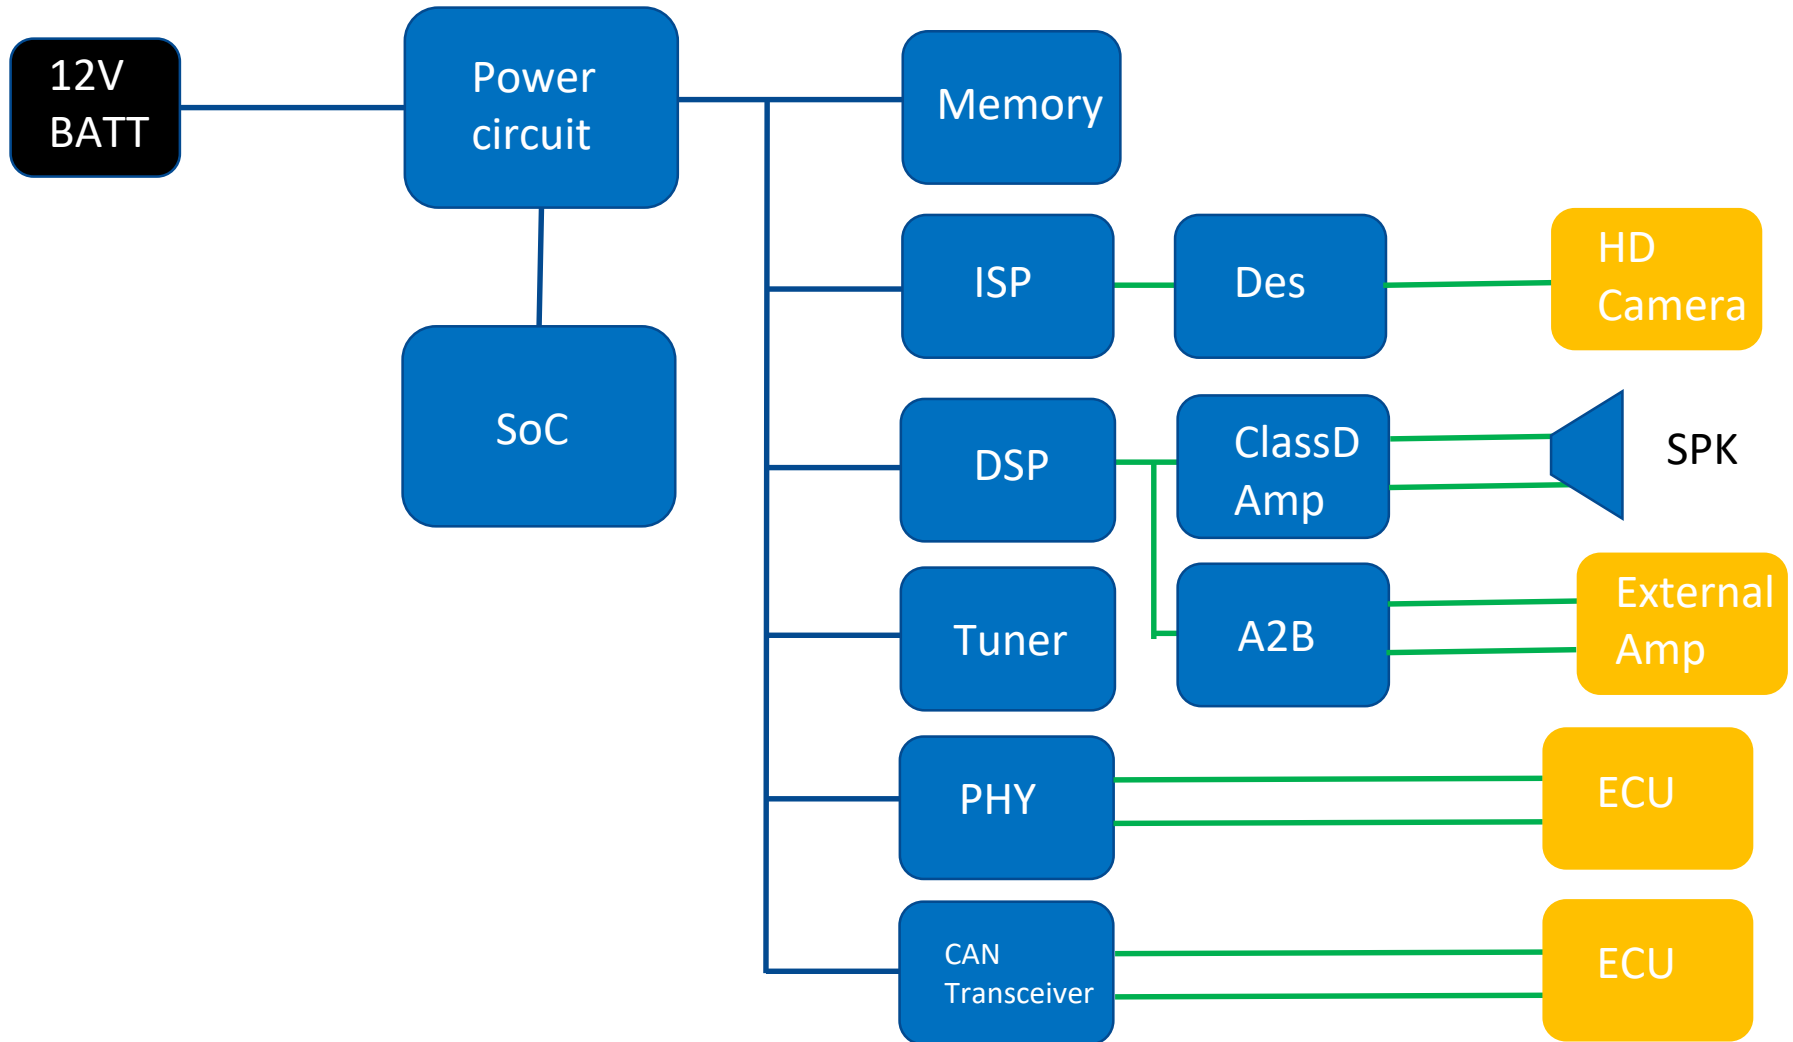 12V
BATT
Power
circuit
Memory
ISP
Des
HD
Camera
SoC
DSP
ClassD
Amp
SPK
Tuner
A2B
External
Amp
PHY
ECU
CAN
Transceiver
ECU